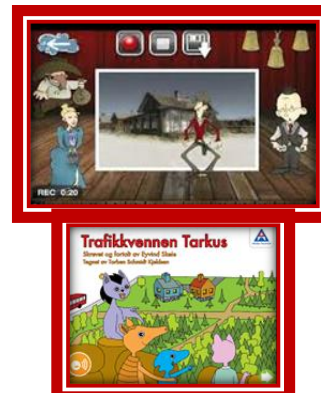 REC 0:20
Trafikkvennen Tarkus
Skrevet og fortalt av Eyvind Skeie
Tegnet av Torben Schmidt Kjeldsen